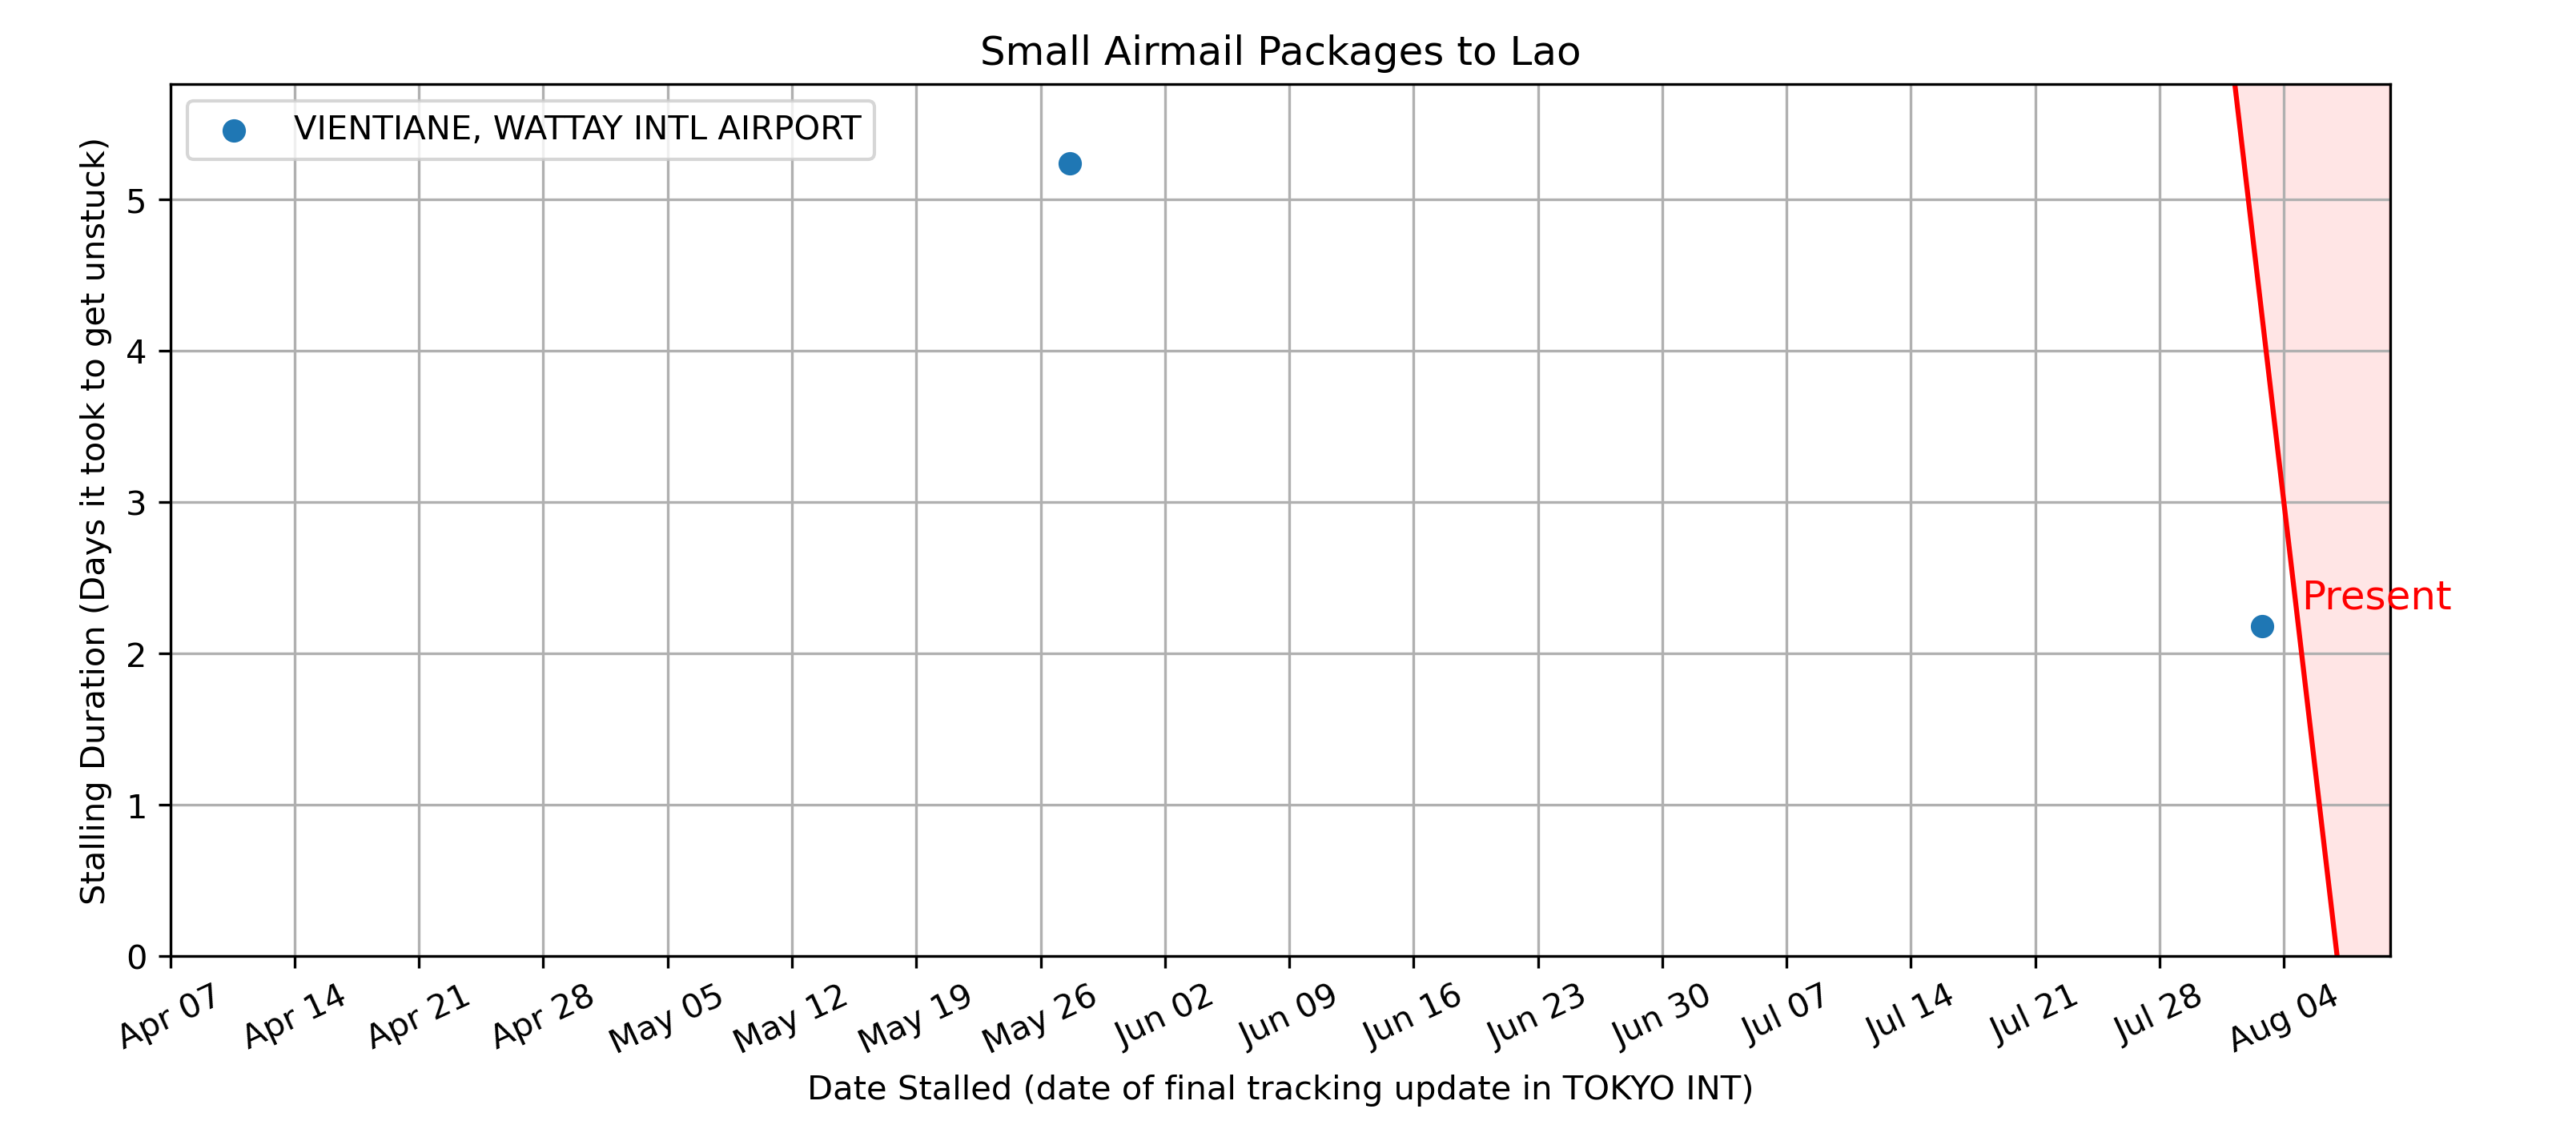 Small Airmail Packages to Lao
VIENTIANE, WATTAY INTL AIRPORT
Stalling Duration (Days it took to get unstuck)
5
4
3
2
1
0
Present
Apr 07
Apr 14
Apr 21
Apr 28
May 05
May 12
May 19
May 26
Jun 02
Jun 09
Jun 16
Jun 23
Jun 30
Jul 07
Jul 14
Jul 21
Jul 28
Aug 04
Date Stalled (date of final tracking update in TOKYO INT)